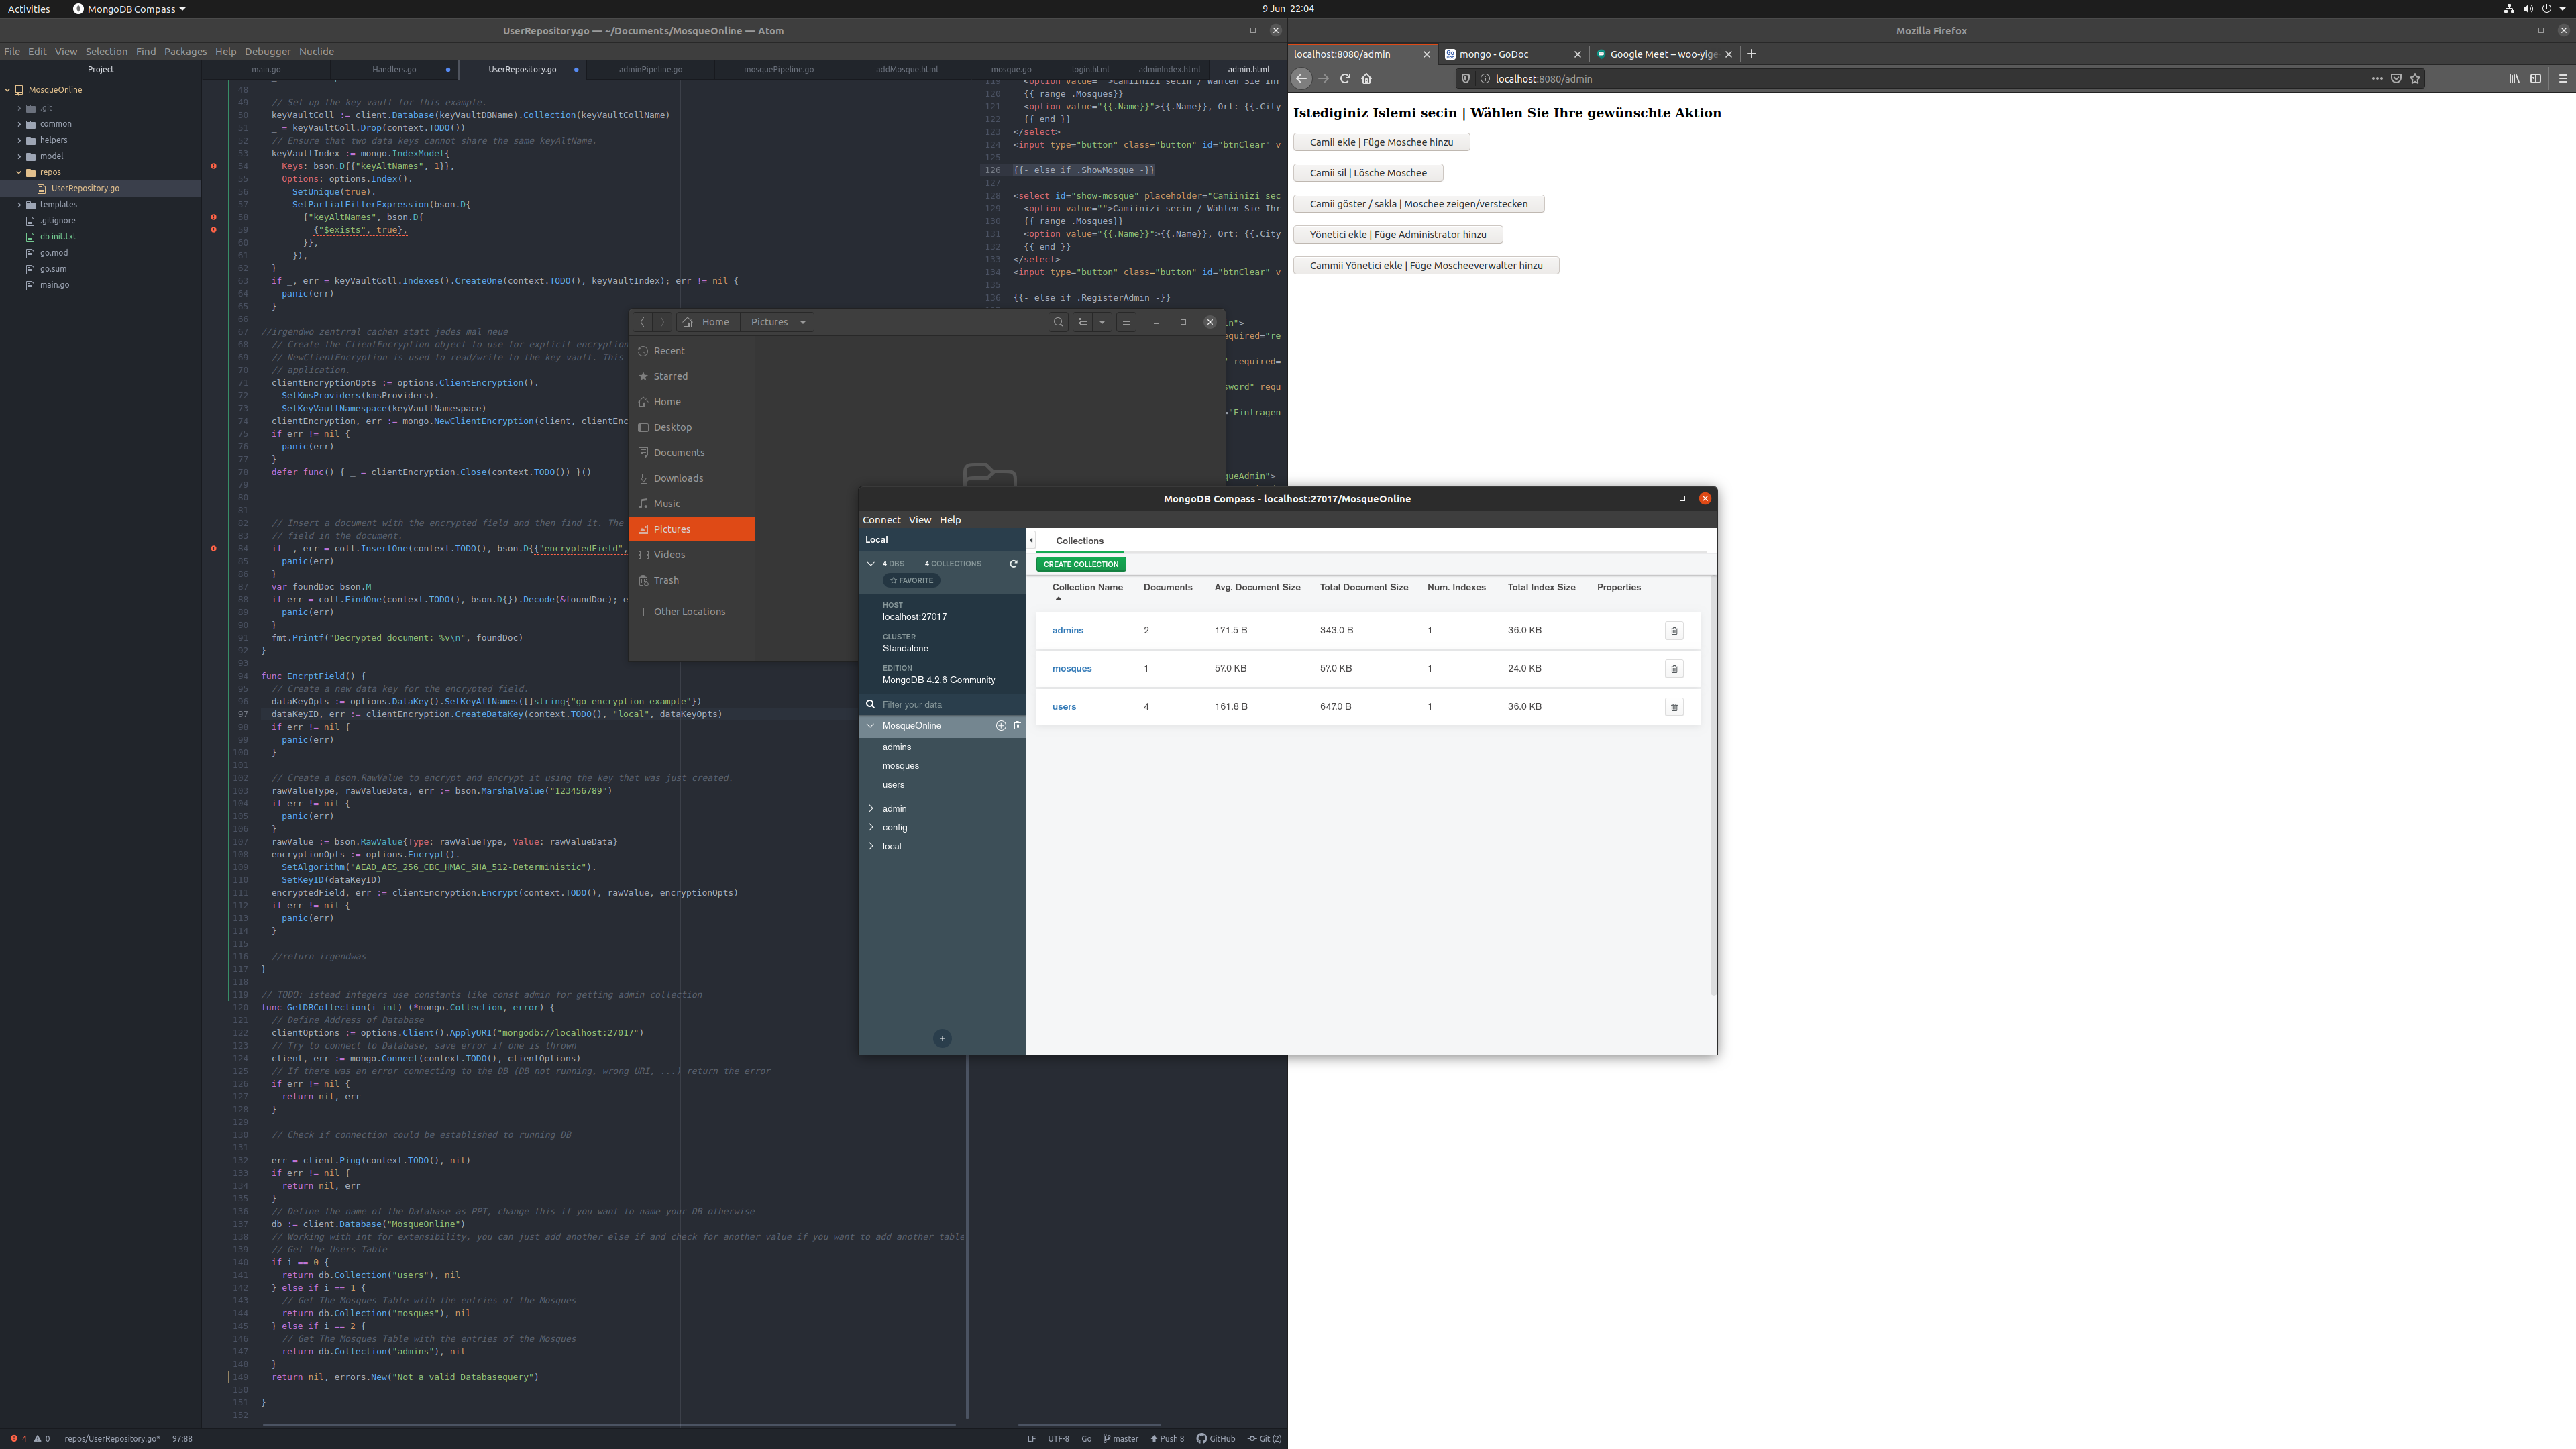 Activities
MongoDB Compass
9 Jun 22:04
UserRepository.go — ~/Documents/MosqueOnline — Atom
File Edit View Selection Find Packages Help Debugger Nuclide
Project
main.go
Handlers.go
UserRepository.go
adminPipeline.go
mosquePipeline.go
addMosque.html
mosque.go
login.html
adminIndex.html
admin.html
MosqueOnline
.git
common
helpers
model
repos
UserRepository.go
templates
.gitignore
db init.txt
go.mod
go.sum
main.go
48
49 // Set up the key vault for this example.
50 keyVaultColl := client.Database(keyVaultDBName).Collection(keyVaultCollName)
51 _ = keyVaultColl.Drop(context.TODO())
52 // Ensure that two data keys cannot share the same keyAltName.
53 keyVaultIndex := mongo.IndexModel{
54 Keys: bson.D{{"keyAltNames", 1}},
55 Options: options.Index().
56 SetUnique(true).
57 SetPartialFilterExpression(bson.D{
58 {"keyAltNames", bson.D{
59 {"$exists", true},
60 }},
61 }),
62 }
63 if _, err = keyVaultColl.Indexes().CreateOne(context.TODO(), keyVaultIndex); err != nil {
64 panic(err)
65 }
66
67 //irgendwo zentrral cachen statt jedes mal neue
68 // Create the ClientEncryption object to use for explicit encryption
69 // NewClientEncryption is used to read/write to the key vault. This
70 // application.
71 clientEncryptionOpts := options.ClientEncryption().
72 SetKmsProviders(kmsProviders).
73 SetKeyVaultNamespace(keyVaultNamespace)
74 clientEncryption, err := mongo.NewClientEncryption(client, clientEnc
75 if err != nil {
76 panic(err)
77 }
78 defer func() { _ = clientEncryption.Close(context.TODO()) }()
79
80
81
82 // Insert a document with the encrypted field and then find it. The
83 // field in the document.
84 if _, err = coll.InsertOne(context.TODO(), bson.D{{"encryptedField",
85 panic(err)
86 }
87 var foundDoc bson.M
88 if err = coll.FindOne(context.TODO(), bson.D{}).Decode(&foundDoc); e
89 panic(err)
90 }
91 fmt.Printf("Decrypted document: %v\n", foundDoc)
92 }
93
94 func EncrptField() {
95 // Create a new data key for the encrypted field.
96 dataKeyOpts := options.DataKey().SetKeyAltNames([]string{"go_encryption_example"})
97 dataKeyID, err := clientEncryption.CreateDataKey(context.TODO(), "local", dataKeyOpts)
98 if err != nil {
99 panic(err)
100 }
101
102 // Create a bson.RawValue to encrypt and encrypt it using the key that was just created.
103 rawValueType, rawValueData, err := bson.MarshalValue("123456789")
104 if err != nil {
105 panic(err)
106 }
107 rawValue := bson.RawValue{Type: rawValueType, Value: rawValueData}
108 encryptionOpts := options.Encrypt().
109 SetAlgorithm("AEAD_AES_256_CBC_HMAC_SHA_512-Deterministic").
110 SetKeyID(dataKeyID)
111 encryptedField, err := clientEncryption.Encrypt(context.TODO(), rawValue, encryptionOpts)
112 if err != nil {
113 panic(err)
114 }
115
116 //return irgendwas
117 }
118
119 // TODO: istead integers use constants like const admin for getting admin collection
120 func GetDBCollection(i int) (*mongo.Collection, error) {
121 // Define Address of Database
122 clientOptions := options.Client().ApplyURI("mongodb://localhost:27017")
123 // Try to connect to Database, save error if one is thrown
124 client, err := mongo.Connect(context.TODO(), clientOptions)
125 // If there was an error connecting to the DB (DB not running, wrong URI, ...) return the error
126 if err != nil {
127 return nil, err
128 }
129
130 // Check if connection could be established to running DB
131
132 err = client.Ping(context.TODO(), nil)
133 if err != nil {
134 return nil, err
135 }
136 // Define the name of the Database as PPT, change this if you want to name your DB otherwise
137 db := client.Database("MosqueOnline")
138 // Working with int for extensibility, you can just add another else if and check for another value if you want to add another table
139 // Get the Users Table
140 if i == 0 {
141 return db.Collection("users"), nil
142 } else if i == 1 {
143 // Get The Mosques Table with the entries of the Mosques
144 return db.Collection("mosques"), nil
145 } else if i == 2 {
146 // Get The Mosques Table with the entries of the Mosques
147 return db.Collection("admins"), nil
148 }
149 return nil, errors.New("Not a valid Databasequery")
150
151 }
152
119 <option value="">Camiinizi secin / Wählen Sie Ihr
120 {{ range .Mosques}}
121 <option value="{{.Name}}">{{.Name}}, Ort: {{.City
122 {{ end }}
123 </select>
124 <input type="button" class="button" id="btnClear" v
125
126 {{- else if .ShowMosque -}}
127
128 <select id="show-mosque" placeholder="Camiinizi sec
129 <option value="">Camiinizi secin / Wählen Sie Ihr
130 {{ range .Mosques}}
131 <option value="{{.Name}}">{{.Name}}, Ort: {{.City
132 {{ end }}
133 </select>
134 <input type="button" class="button" id="btnClear" v
135
136 {{- else if .RegisterAdmin -}}
in">
equired="re
" required=
sword" requ
="Eintragen
queAdmin">
4 0 repos/UserRepository.go* 97:88
LF UTF-8 Go master Push 8 GitHub Git (2)
Home Pictures
Recent
Starred
Home
Desktop
Documents
Downloads
Music
Pictures
Videos
Trash
Other Locations
MongoDB Compass - localhost:27017/MosqueOnline
Connect View Help
Local
4 DBS 4 COLLECTIONS
FAVORITE
HOST
localhost:27017
CLUSTER
Standalone
EDITION
MongoDB 4.2.6 Community
Filter your data
MosqueOnline
admins
mosques
users
admin
config
local
Collections
CREATE COLLECTION
Collection Name Documents Avg. Document Size Total Document Size Num. Indexes Total Index Size Properties
admins 2 171.5 B 343.0 B 1 36.0 KB
mosques 1 57.0 KB 57.0 KB 1 24.0 KB
users 4 161.8 B 647.0 B 1 36.0 KB
Mozilla Firefox
localhost:8080/admin
mongo - GoDoc
Google Meet – woo-yige
localhost:8080/admin
Istediginiz Islemi secin | Wählen Sie Ihre gewünschte Aktion
Camii ekle | Füge Moschee hinzu
Camii sil | Lösche Moschee
Camii göster / sakla | Moschee zeigen/verstecken
Yönetici ekle | Füge Administrator hinzu
Cammii Yönetici ekle | Füge Moscheeverwalter hinzu